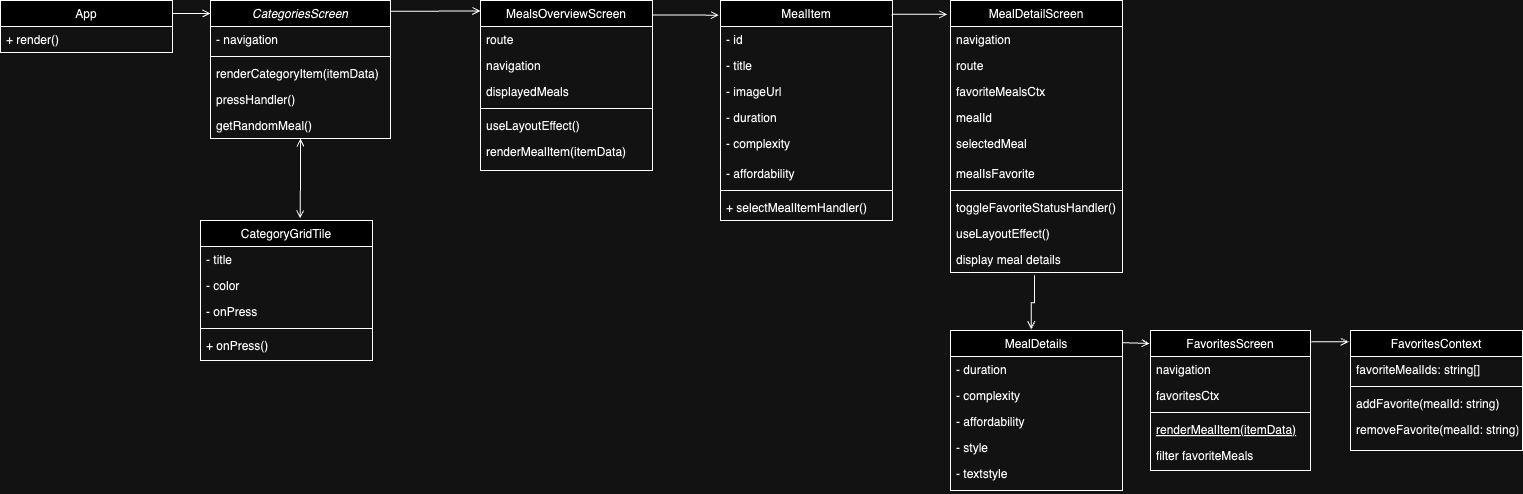 App
+ render()
CategoriesScreen
- navigation
renderCategoryItem(itemData)
pressHandler()
getRandomMeal()
CategoryGridTile
- title
- color
- onPress
+ onPress()
MealsOverviewScreen
route
navigation
displayedMeals
useLayoutEffect()
renderMealItem(itemData)
MealItem
- id
- title
- imageUrl
- duration
- complexity
- affordability
+ selectMealItemHandler()
MealDetailScreen
navigation
route
favoriteMealsCtx
mealId
selectedMeal
mealIsFavorite
toggleFavoriteStatusHandler()
useLayoutEffect()
display meal details
MealDetails
- duration
- complexity
- affordability
- style
- textstyle
FavoritesScreen
navigation
favoritesCtx
renderMealItem(itemData)
filter favoriteMeals
FavoritesContext
favoriteMealIds: string[]
addFavorite(mealId: string)
removeFavorite(mealId: string)